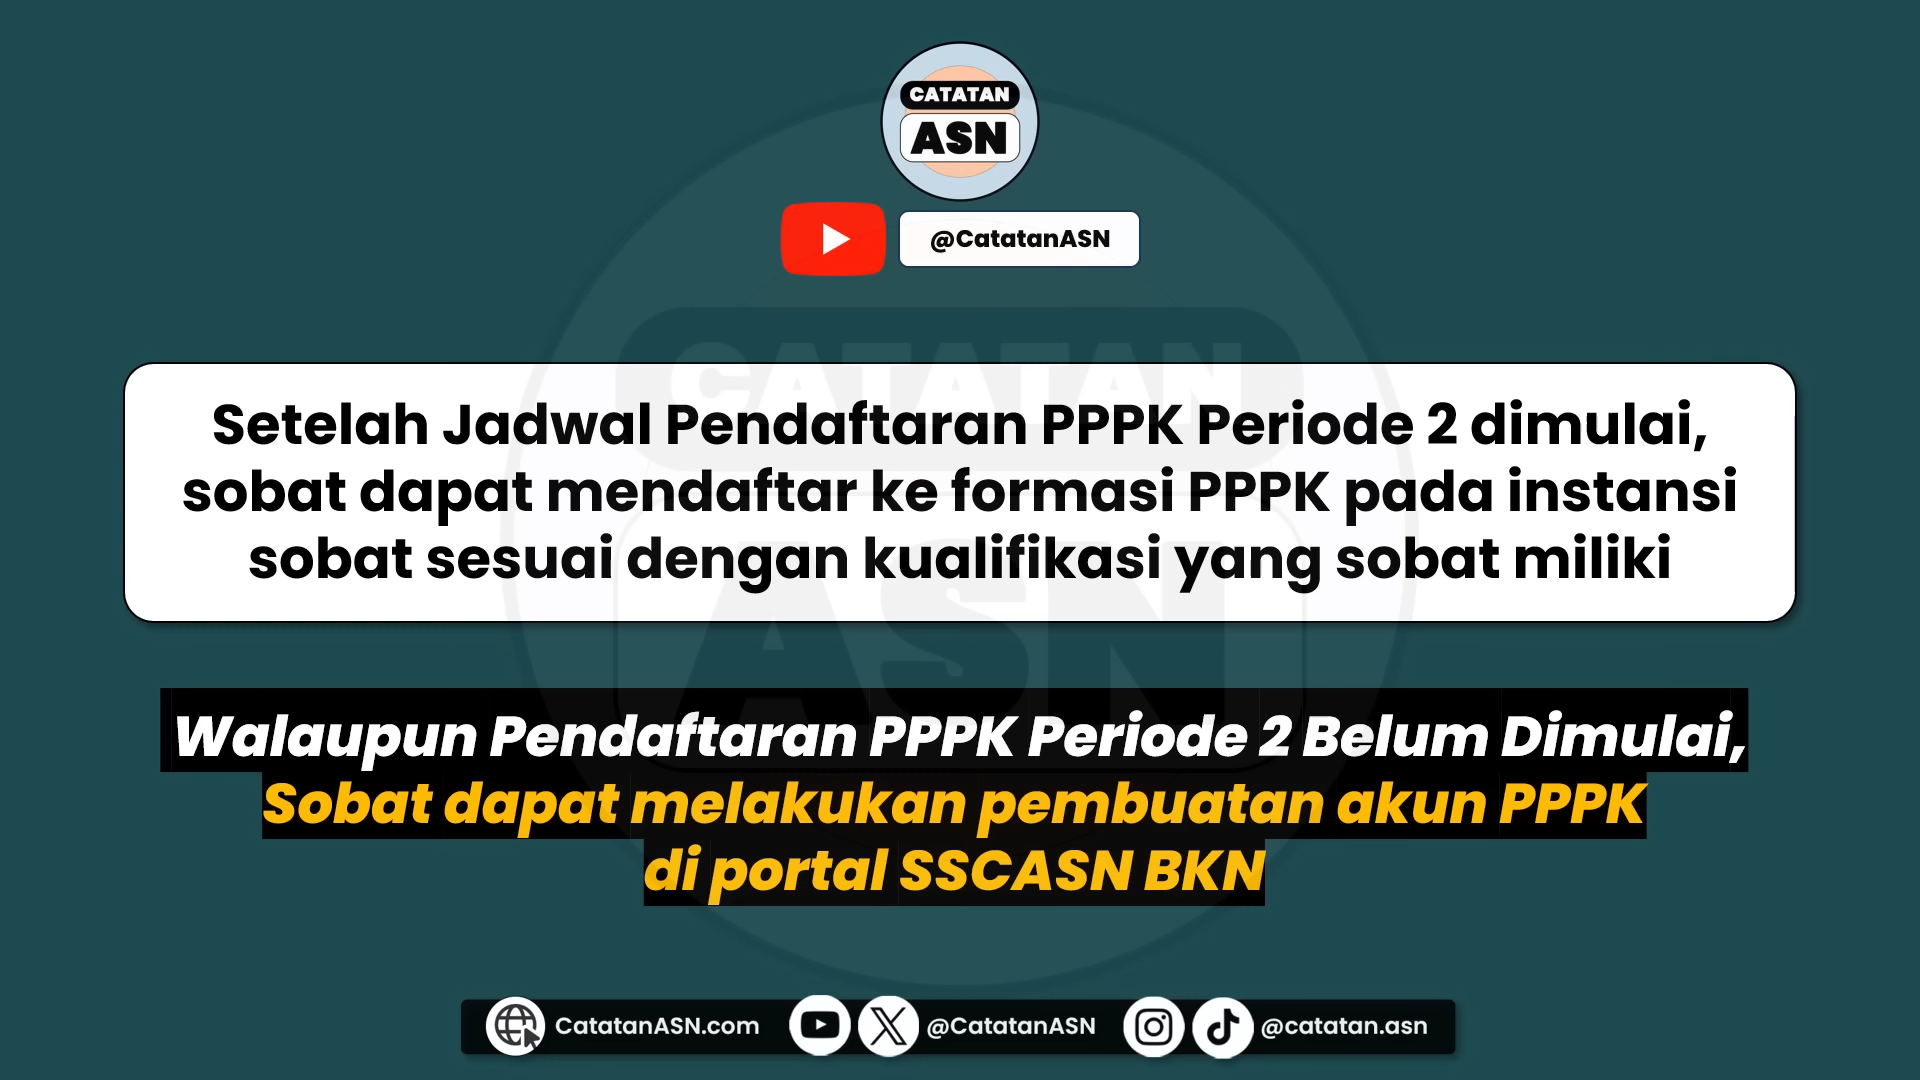 CATATAN
ASN
@CatatanASN
Setelah Jadwal Pendaftaran PPPK Periode 2 dimulai,
sobat dapat mendaftar ke formasi PPPK pada instansi
sobat sesuai dengan kualifikasi yang sobat miliki
CATATAN
ASN
Walaupun Pendaftaran PPPK Periode 2 Belum Dimulai,
Sobat dapat melakukan pembuatan akun PPPK
di portal SSCASN BKN
CatatanASN.com @CatatanASN @catatan.asn